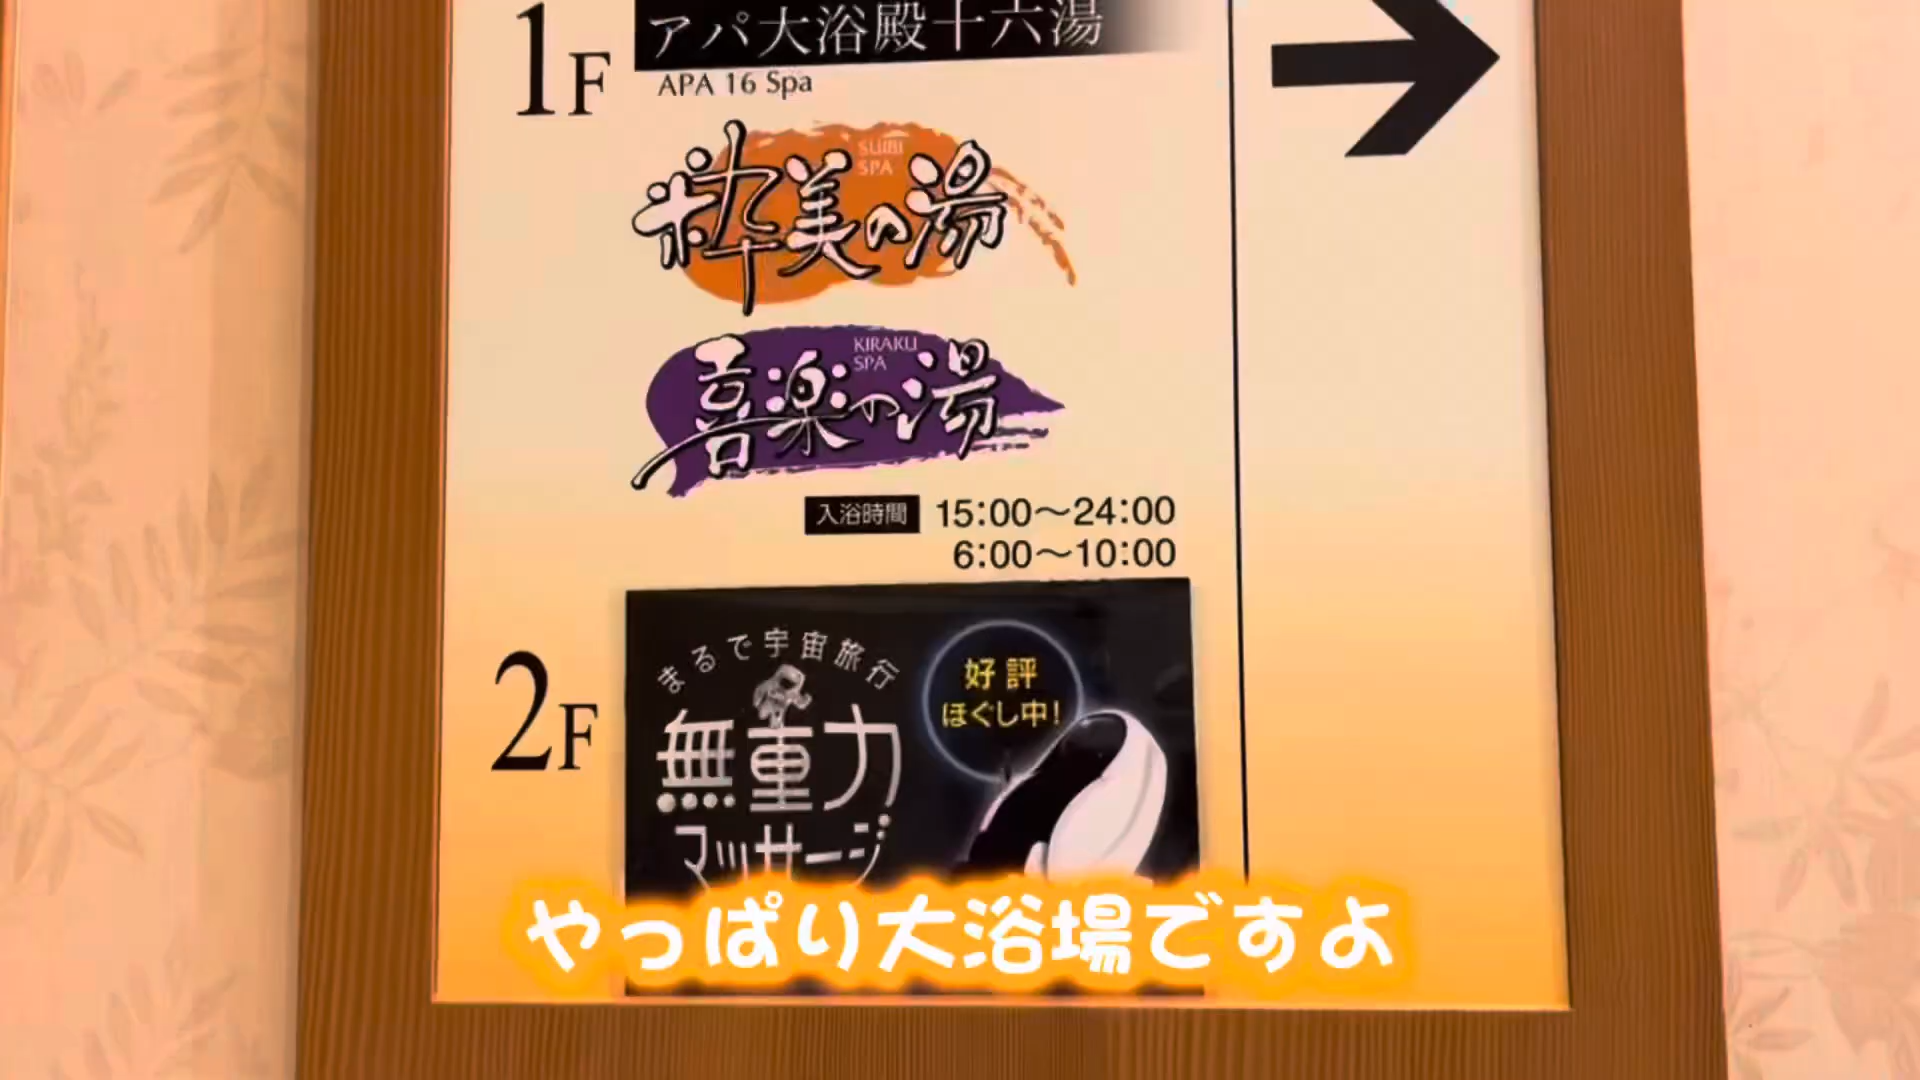 1F
アパ大浴殿十六湯
APA 16 Spa
SUIBI
SPA
粋美の湯
KIRAKU
SPA
喜楽の湯
入浴時間 15:00〜24:00
6:00〜10:00
2F
まるで宇宙旅行
無重力
マッサージ
好評
ほぐし中!
やっぱり大浴場ですよ